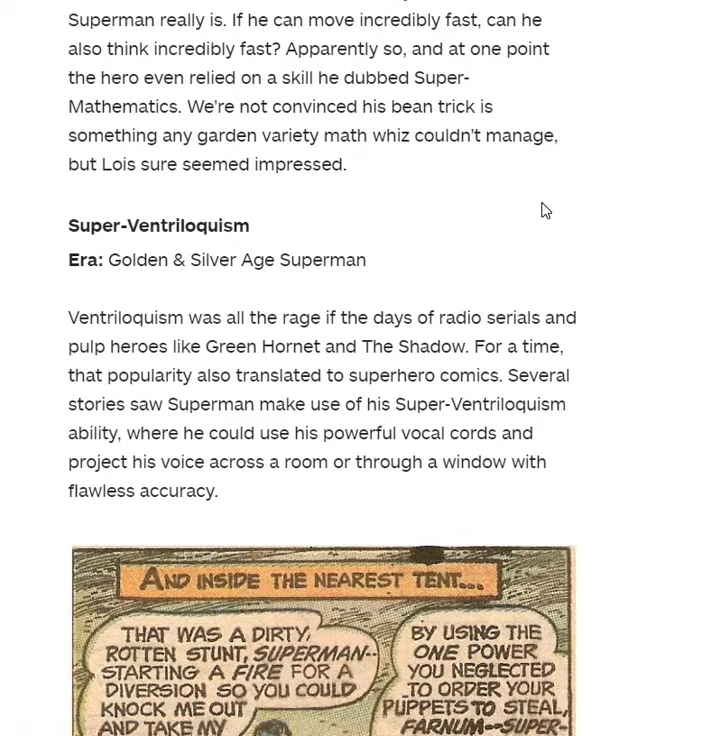 Superman really is. If he can move incredibly fast, can he
also think incredibly fast? Apparently so, and at one point
the hero even relied on a skill he dubbed Super-
Mathematics. We're not convinced his bean trick is
something any garden variety math whiz couldn't manage,
but Lois sure seemed impressed.
Super-Ventriloquism
Era: Golden & Silver Age Superman
Ventriloquism was all the rage if the days of radio serials and
pulp heroes like Green Hornet and The Shadow. For a time,
that popularity also translated to superhero comics. Several
stories saw Superman make use of his Super-Ventriloquism
ability, where he could use his powerful vocal cords and
project his voice across a room or through a window with
flawless accuracy.
AND INSIDE THE NEAREST TENT...
THAT WAS A DIRTY,
ROTTEN STUNT, SUPERMAN--
STARTING A FIRE FOR A
DIVERSION SO YOU COULD
KNOCK ME OUT
AND TAKE MY
BY USING THE
ONE POWER
YOU NEGLECTED
TO ORDER YOUR
PUPPETS TO STEAL,
FARNUM--SUPER-